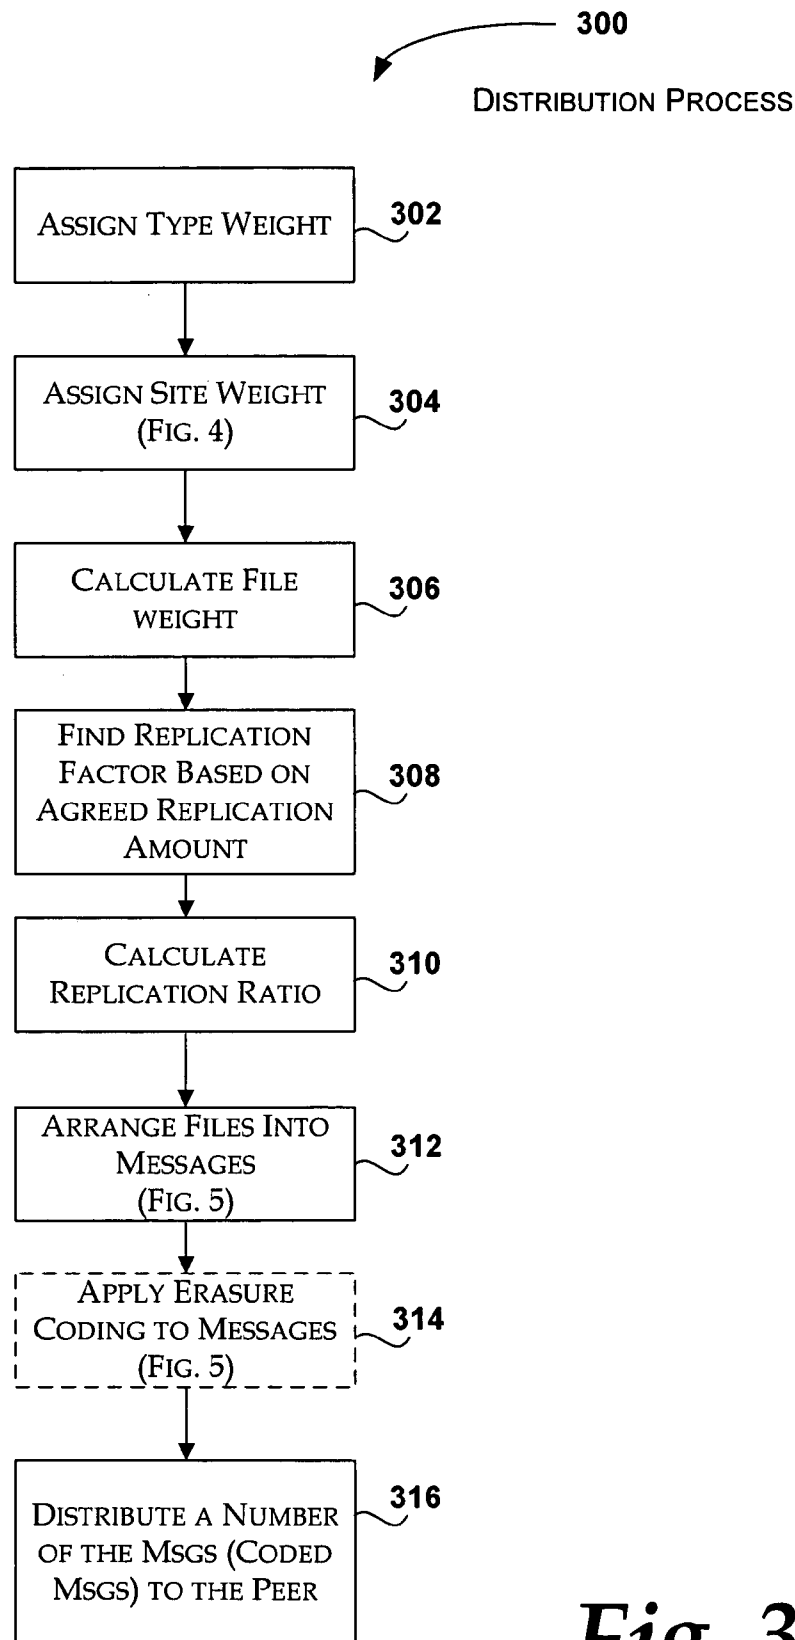 300
DISTRIBUTION PROCESS
ASSIGN TYPE WEIGHT
302
ASSIGN SITE WEIGHT
(FIG. 4)
304
CALCULATE FILE
WEIGHT
306
FIND REPLICATION
FACTOR BASED ON
AGREED REPLICATION
AMOUNT
308
CALCULATE
REPLICATION RATIO
310
ARRANGE FILES INTO
MESSAGES
(FIG. 5)
312
APPLY ERASURE
CODING TO MESSAGES
(FIG. 5)
314
DISTRIBUTE A NUMBER
OF THE MSGS (CODED
MSGS) TO THE PEER
316
Fig. 3